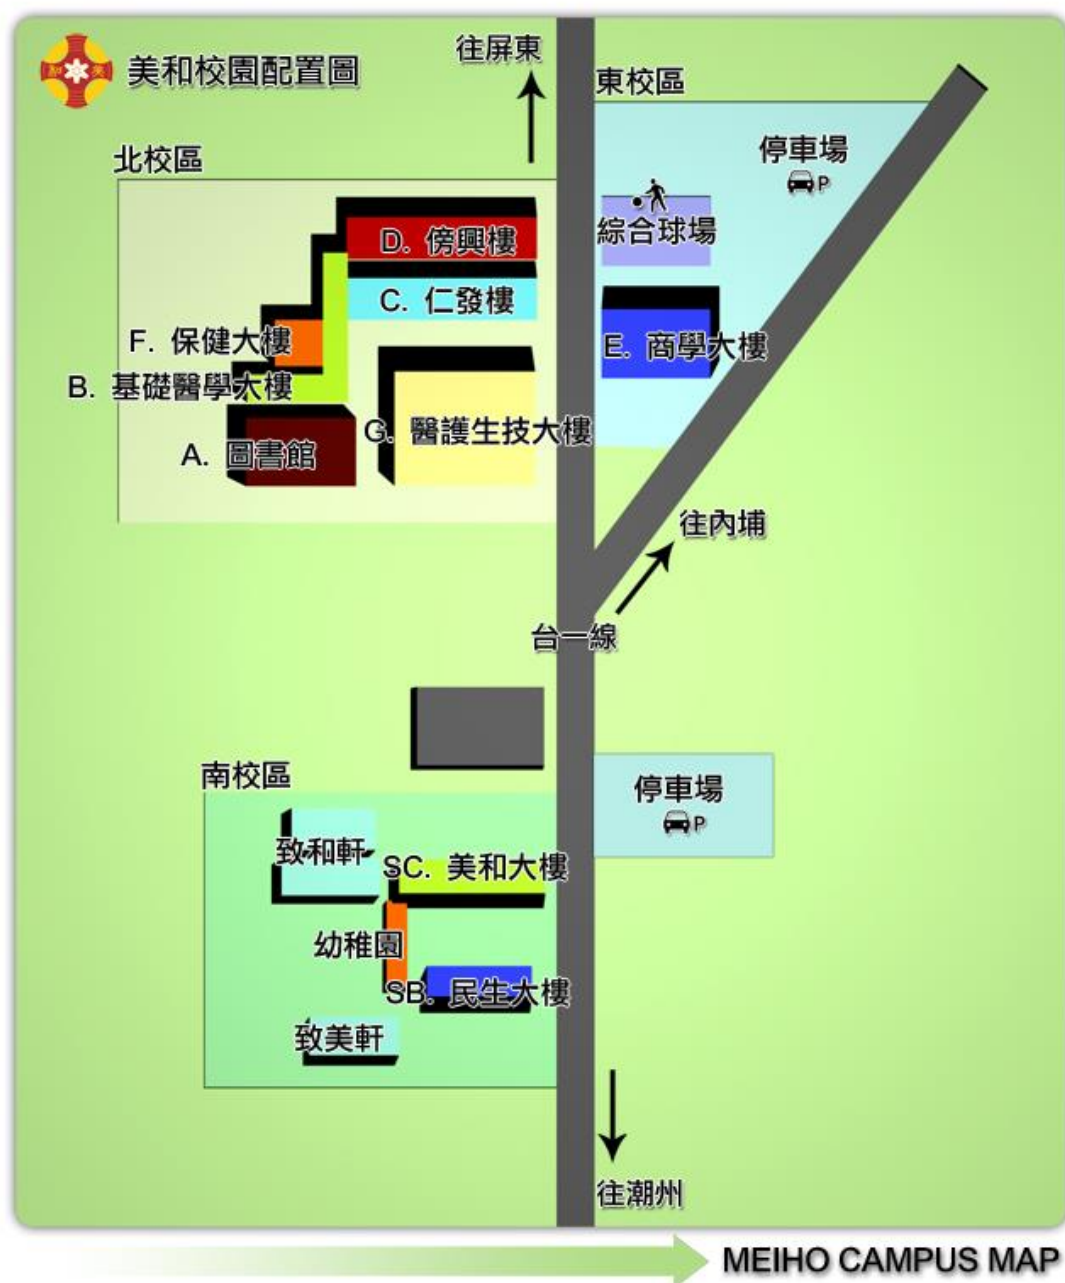 美和校園配置圖
往屏東
東校區
停車場
P
北校區
綜合球場
D. 傍興樓
C. 仁發樓
F. 保健大樓
E. 商學大樓
B. 基礎醫學大樓
G. 醫護生技大樓
A. 圖書館
往內埔
台一線
南校區
停車場
P
致和軒
SC. 美和大樓
幼稚園
SB. 民生大樓
致美軒
往潮州
MEIHO CAMPUS MAP